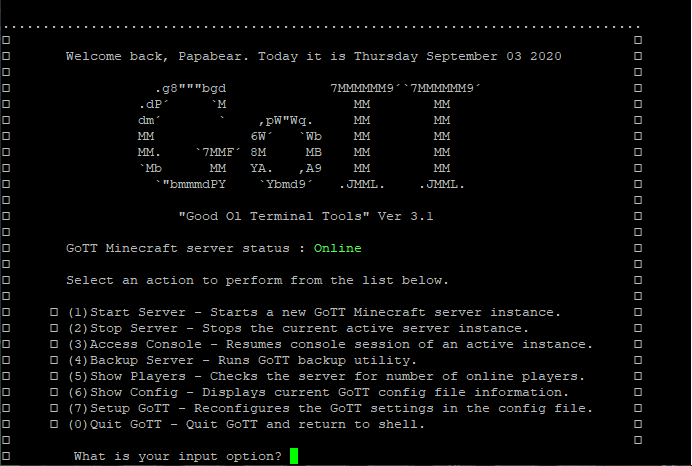 Welcome back, Papabear. Today it is Thursday September 03 2020
.g8"""bgd 7MMMMMM9´`7MMMMMM9´
.dP´ `M MM MM
dm´ ` ,pW"Wq. MM MM
MM 6W´ `Wb MM MM
MM. `7MMF´ 8M MB MM MM
`Mb MM YA. ,A9 MM MM
`"bmmmdPY `Ybmd9´ .JMML. .JMML.
"Good Ol Terminal Tools" Ver 3.1
GoTT Minecraft server status : Online
Select an action to perform from the list below.
(1)Start Server - Starts a new GoTT Minecraft server instance.
(2)Stop Server - Stops the current active server instance.
(3)Access Console - Resumes console session of an active instance.
(4)Backup Server - Runs GoTT backup utility.
(5)Show Players - Checks the server for number of online players.
(6)Show Config - Displays current GoTT config file information.
(7)Setup GoTT - Reconfigures the GoTT settings in the config file.
(0)Quit GoTT - Quit GoTT and return to shell.
What is your input option?